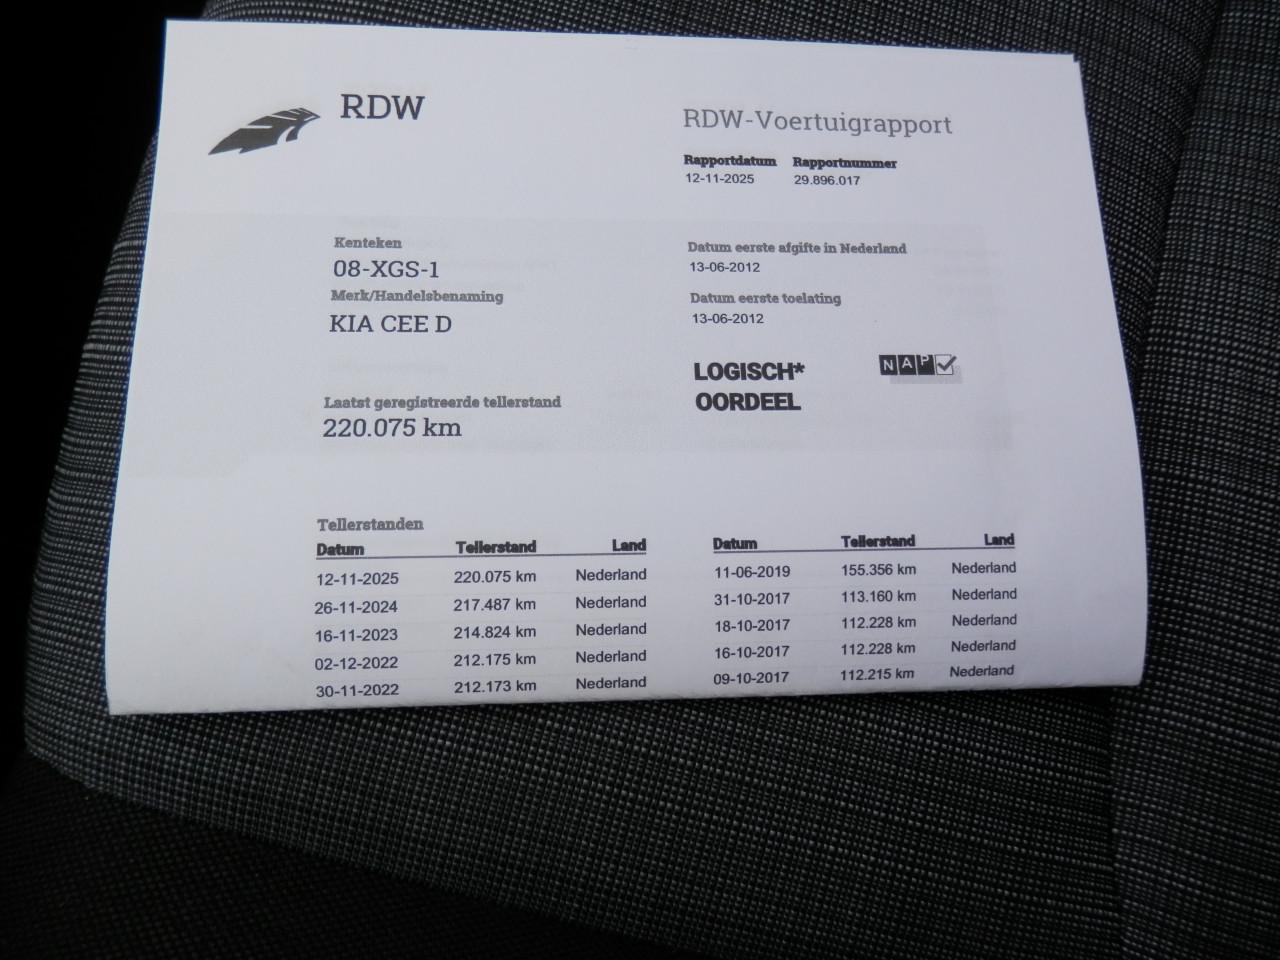 RDW
RDW-Voertuigrapport
Rapportdatum Rapportnummer
12-11-2025 29.896.017
Kenteken
08-XGS-1
Merk/Handelsbenaming
KIA CEE D
Datum eerste afgifte in Nederland
13-06-2012
Datum eerste toelating
13-06-2012
LOGISCH*
OORDEEL
NAP
Laatst geregistreerde tellerstand
220.075 km
Tellerstanden
Datum Tellerstand Land
12-11-2025 220.075 km Nederland
26-11-2024 217.487 km Nederland
16-11-2023 214.824 km Nederland
02-12-2022 212.175 km Nederland
30-11-2022 212.173 km Nederland
Datum Tellerstand Land
11-06-2019 155.356 km Nederland
31-10-2017 113.160 km Nederland
18-10-2017 112.228 km Nederland
16-10-2017 112.228 km Nederland
09-10-2017 112.215 km Nederland